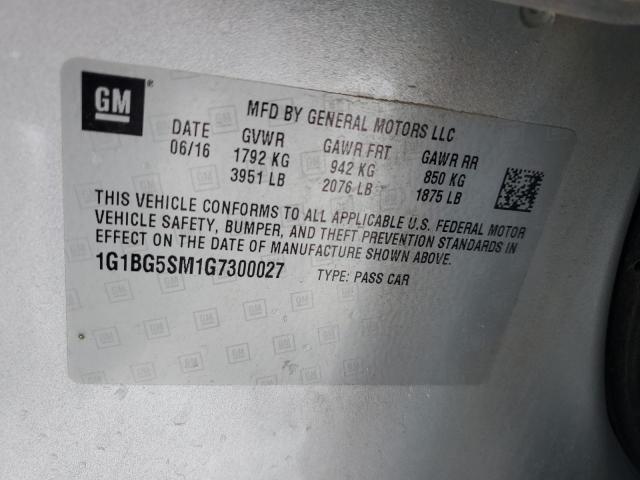 GM
MFD BY GENERAL MOTORS LLC
DATE GVWR GAWR FRT GAWR RR
06/16 1792 KG 942 KG 850 KG
3951 LB 2076 LB 1875 LB
THIS VEHICLE CONFORMS TO ALL APPLICABLE U.S. FEDERAL MOTOR
VEHICLE SAFETY, BUMPER, AND THEFT PREVENTION STANDARDS IN
EFFECT ON THE DATE OF MANUFACTURE SHOWN ABOVE.
1G1BG5SM1G7300027 TYPE: PASS CAR